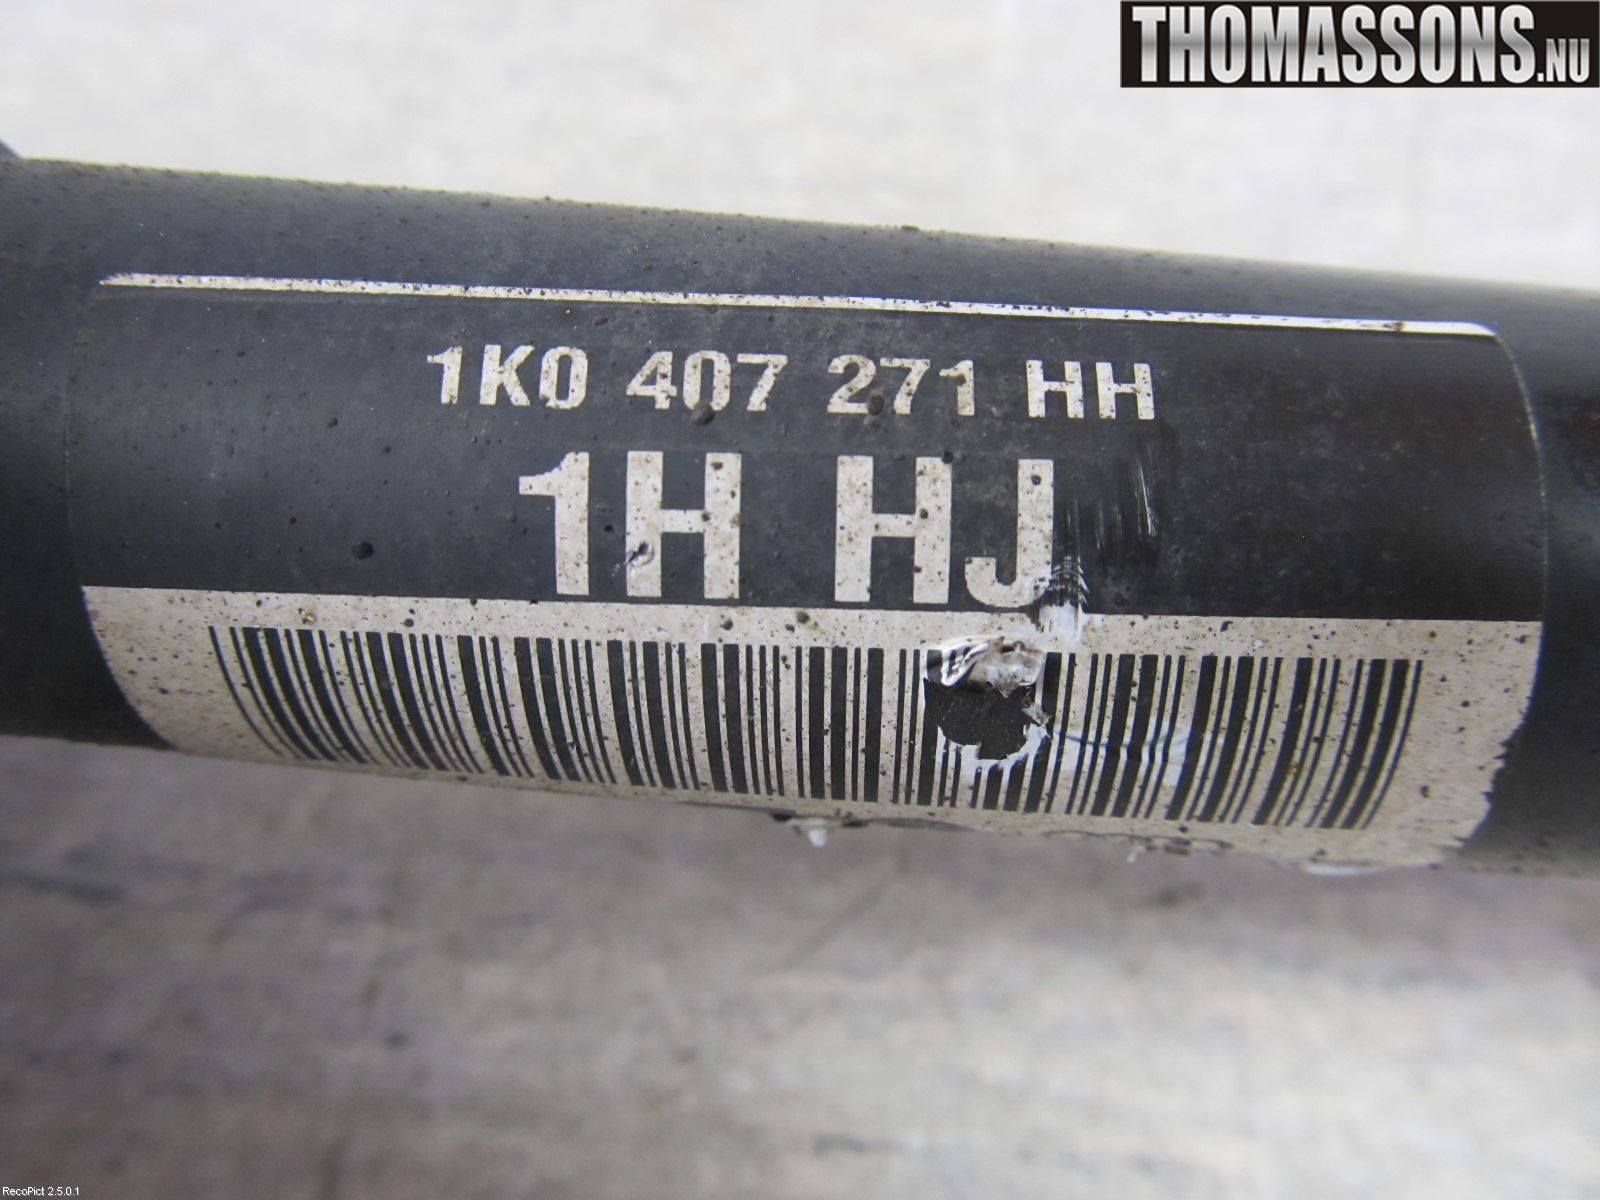 THOMASSONS.NU
1K0 407 271 HH
1H HJ
RecoPict 2.5.0.1